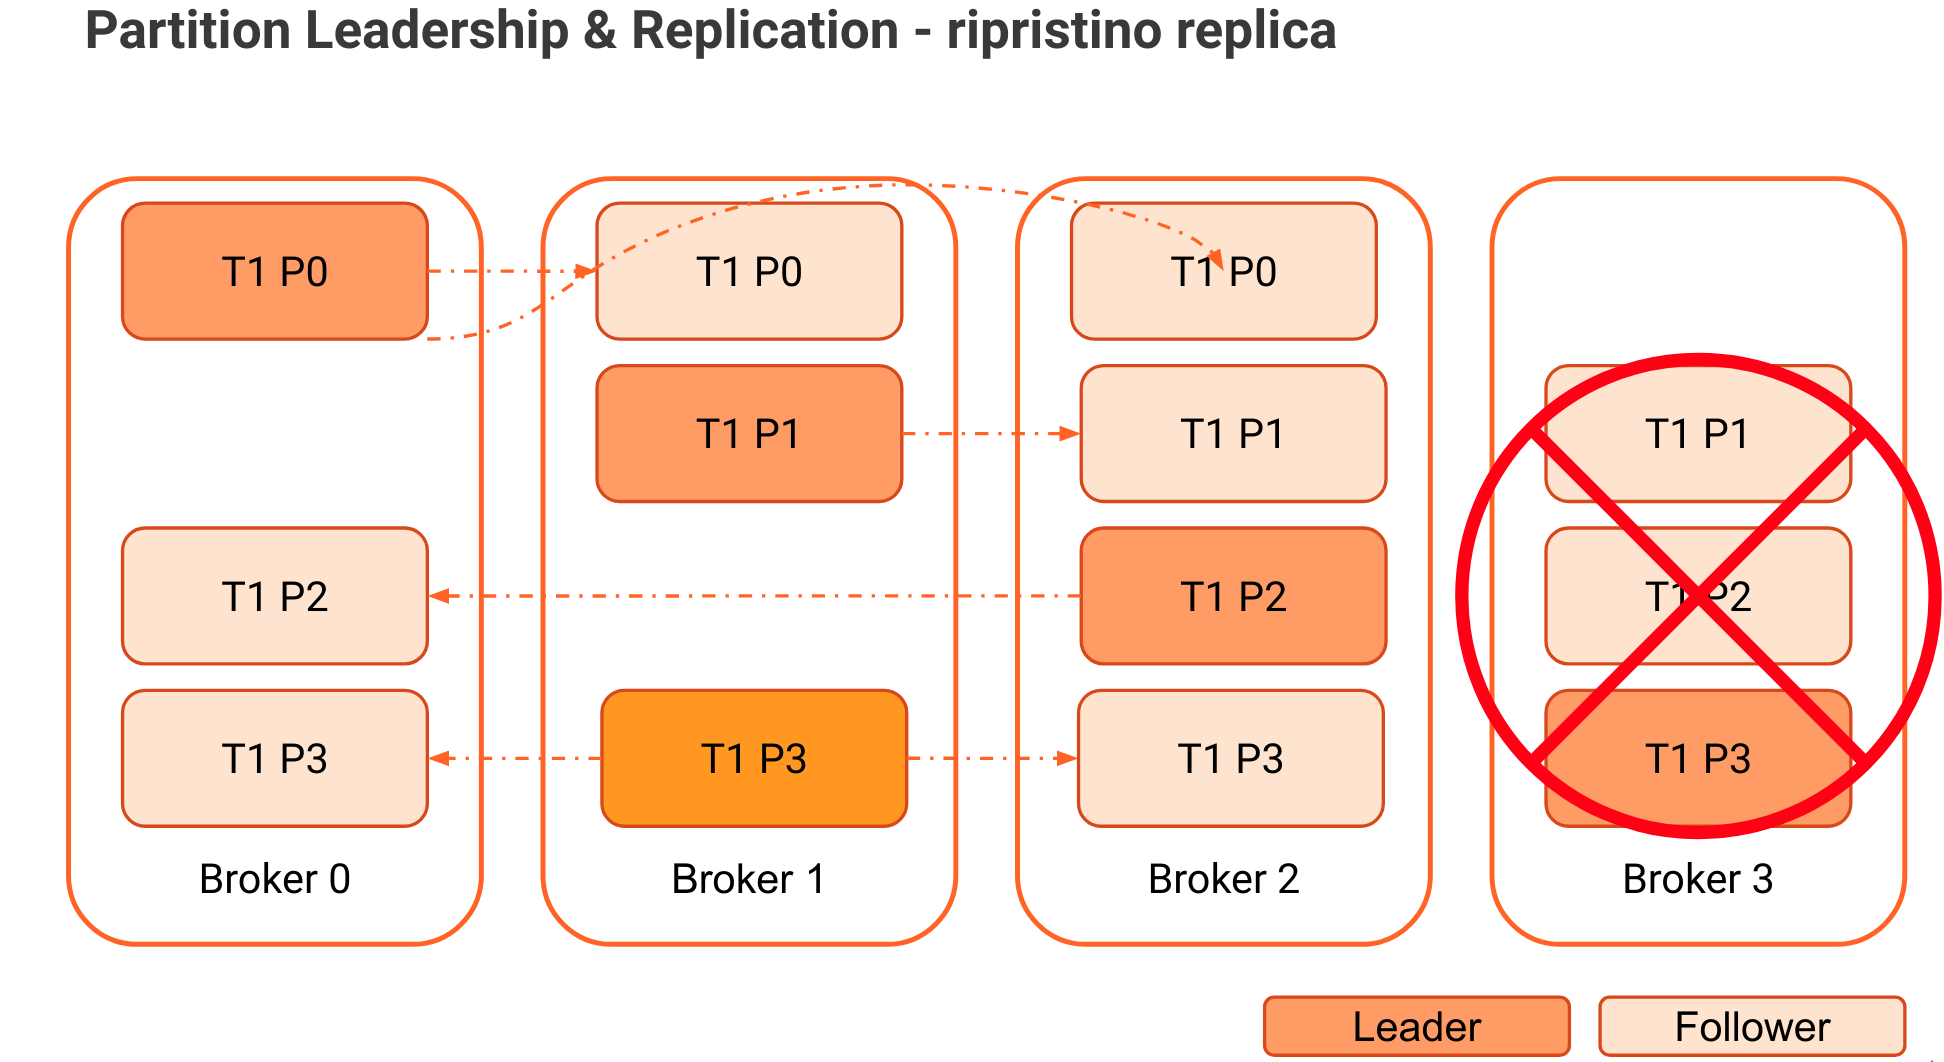 Partition Leadership & Replication - ripristino replica
T1 P0
T1 P0
T1 P0
T1 P1
T1 P1
T1 P1
T1 P2
T1 P2
T1 P2
T1 P3
T1 P3
T1 P3
T1 P3
Broker 0
Broker 1
Broker 2
Broker 3
Leader
Follower